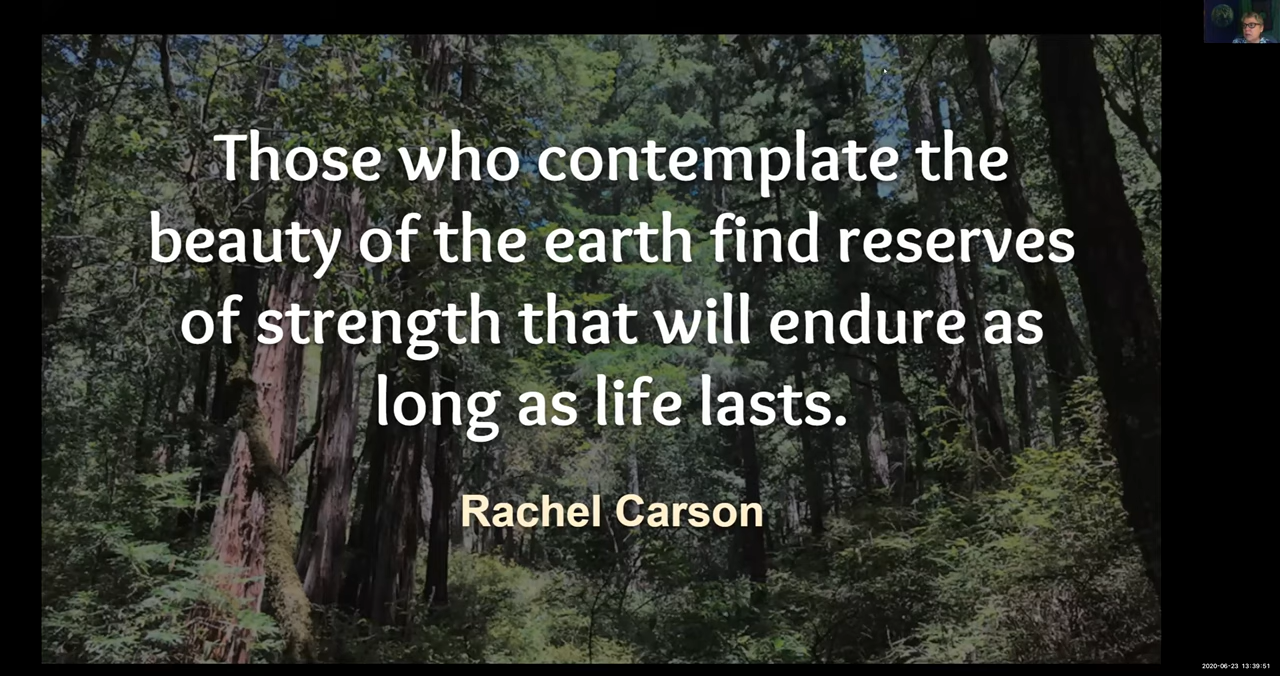 Those who contemplate the
beauty of the earth find reserves
of strength that will endure as
long as life lasts.
Rachel Carson
2020-06-23 13:39:51